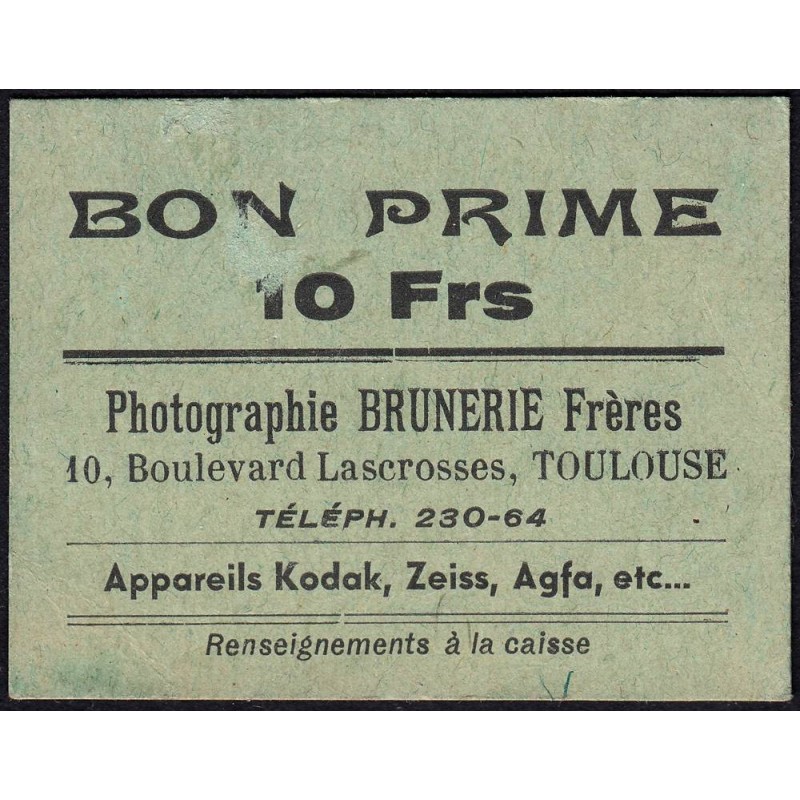 BON PRIME
10 Frs
Photographie BRUNERIE Frères
10, Boulevard Lascrosses, TOULOUSE
TÉLÉPH. 230-64
Appareils Kodak, Zeiss, Agfa, etc...
Renseignements à la caisse